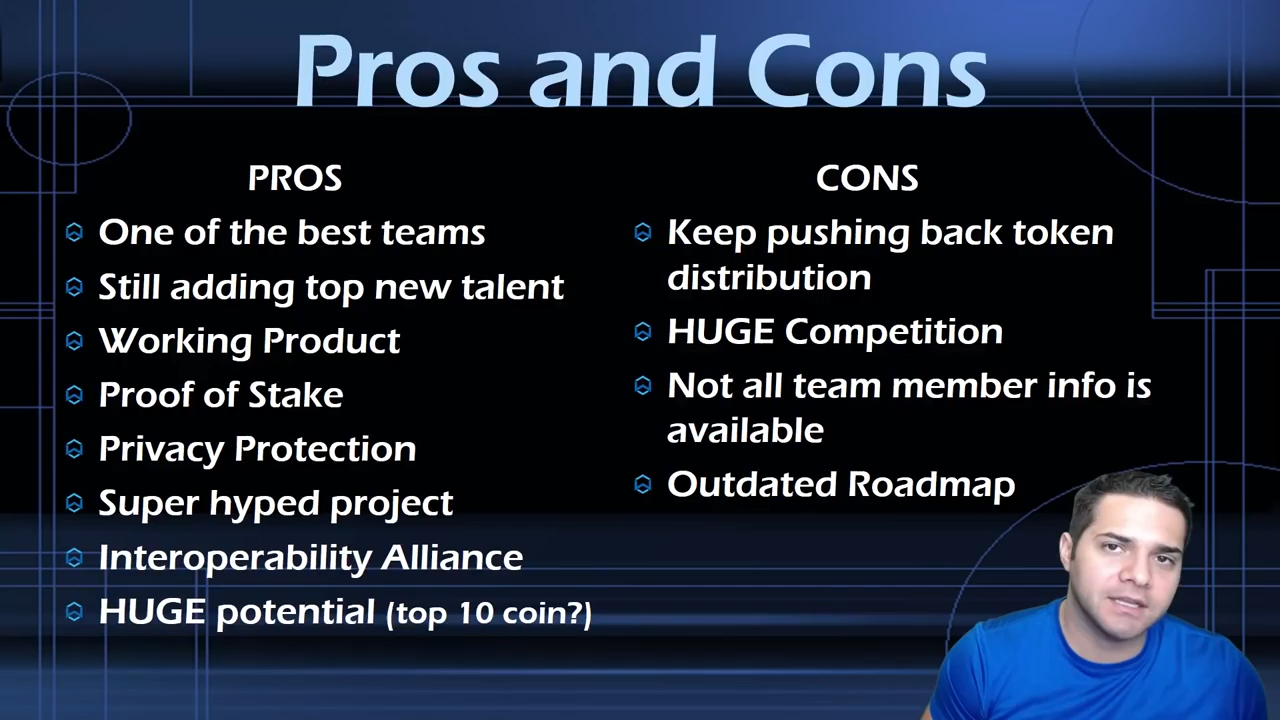 Pros and Cons
PROS
One of the best teams
Still adding top new talent
Working Product
Proof of Stake
Privacy Protection
Super hyped project
Interoperability Alliance
HUGE potential (top 10 coin?)
CONS
Keep pushing back token
distribution
HUGE Competition
Not all team member info is
available
Outdated Roadmap